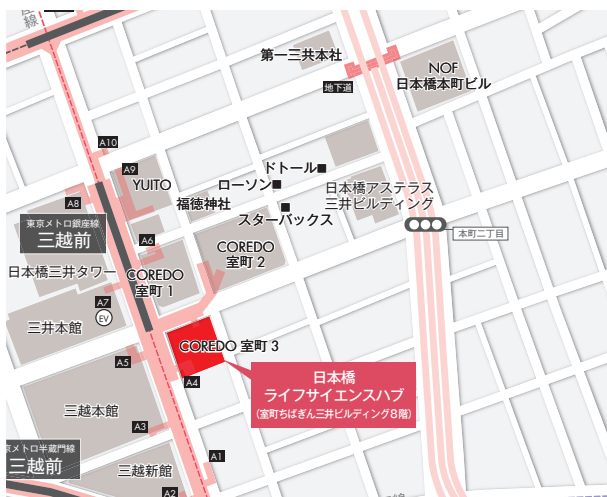 第一三共本社
地下道
NOF
日本橋本町ビル
A10
A9
YUITO
A8
東京メトロ銀座線
三越前
ドトール
ローソン
福徳神社
スターバックス
日本橋アステラス
三井ビルディング
本町二丁目
A6
日本橋三井タワー
COREDO
室町 1
COREDO
室町 2
A7
EV
三井本館
COREDO 室町 3
A5
A4
日本橋
ライフサイエンスハブ
(室町ちばぎん三井ビルディング8階)
三越本館
A3
京メトロ半蔵門線
三越前
三越新館
A1
A2